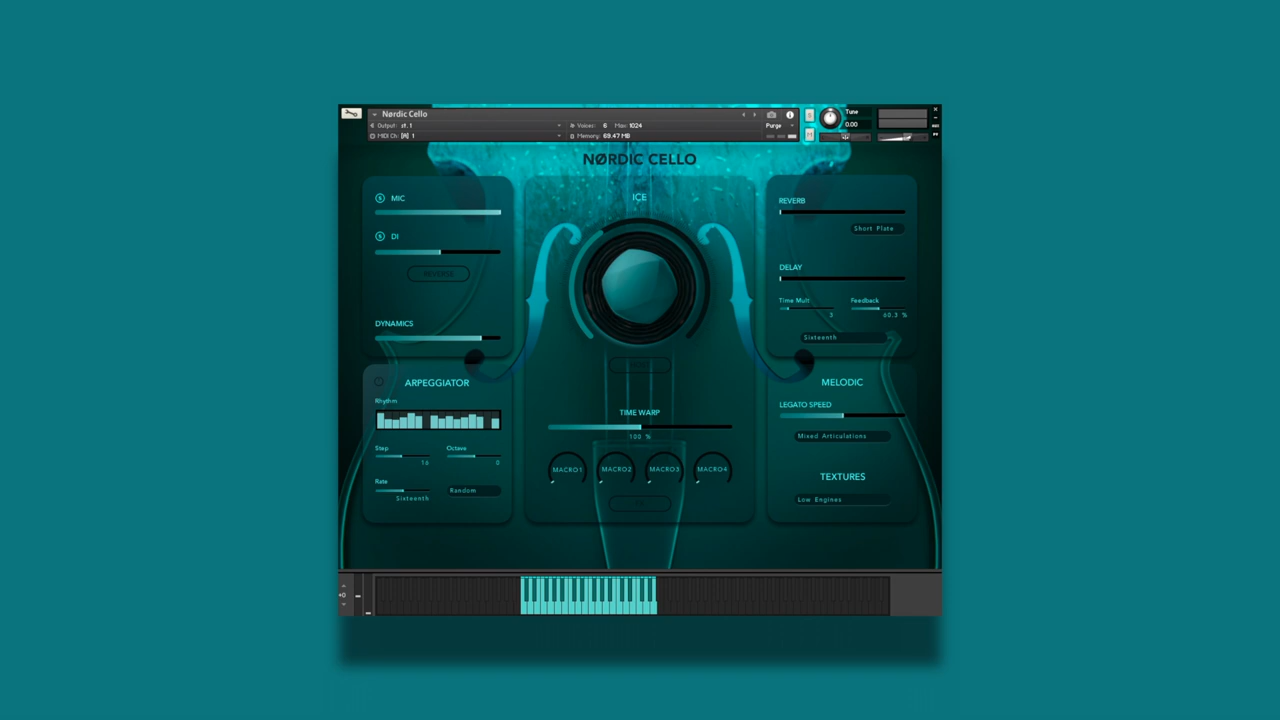 Nørdic Cello
Output: st. 1
Voices: 6 Max: 1024
Purge
MIDI Ch: [A] 1
Memory: 69.47 MB
S
M
Tune
0.00
NØRDIC CELLO
S MIC
S DI
REVERSE
DYNAMICS
ICE
REVERB
Short Plate
DELAY
Time Mult
3
Feedback
60.3 %
Sixteenth
ARPEGGIATOR
Rhythm
Step
16
Octave
0
Rate
Sixteenth
Random
TIME WARP
100 %
MACRO1
MACRO2
MACRO3
MACRO4
MELODIC
LEGATO SPEED
Mixed Articulations
TEXTURES
Low Engines
+0